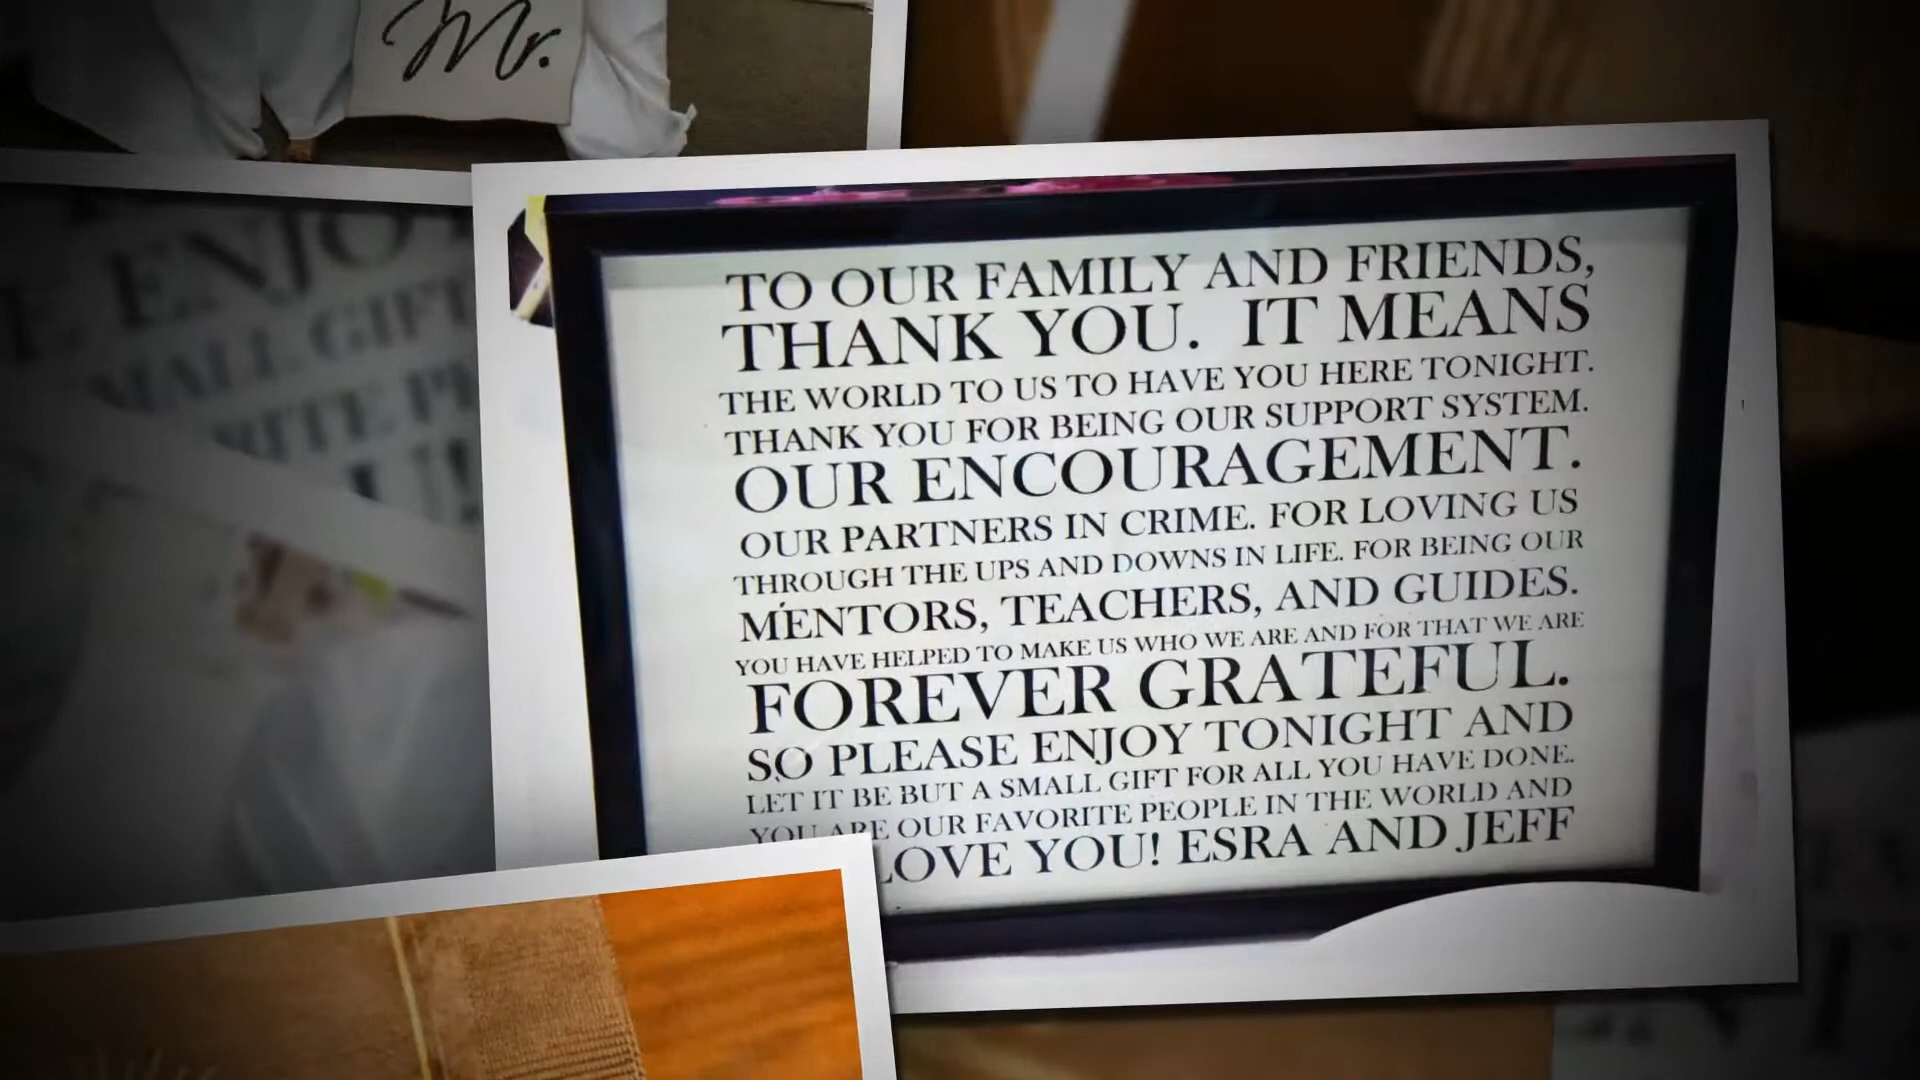 Mr.
TO OUR FAMILY AND FRIENDS,
THANK YOU. IT MEANS
THE WORLD TO US TO HAVE YOU HERE TONIGHT.
THANK YOU FOR BEING OUR SUPPORT SYSTEM.
OUR ENCOURAGEMENT.
OUR PARTNERS IN CRIME. FOR LOVING US
THROUGH THE UPS AND DOWNS IN LIFE. FOR BEING OUR
MENTORS, TEACHERS, AND GUIDES.
YOU HAVE HELPED TO MAKE US WHO WE ARE AND FOR THAT WE ARE
FOREVER GRATEFUL.
SO PLEASE ENJOY TONIGHT AND
LET IT BE BUT A SMALL GIFT FOR ALL YOU HAVE DONE.
YOU ARE OUR FAVORITE PEOPLE IN THE WORLD AND
LOVE YOU! ESRA AND JEFF
ENJOY
SMALL GIFT